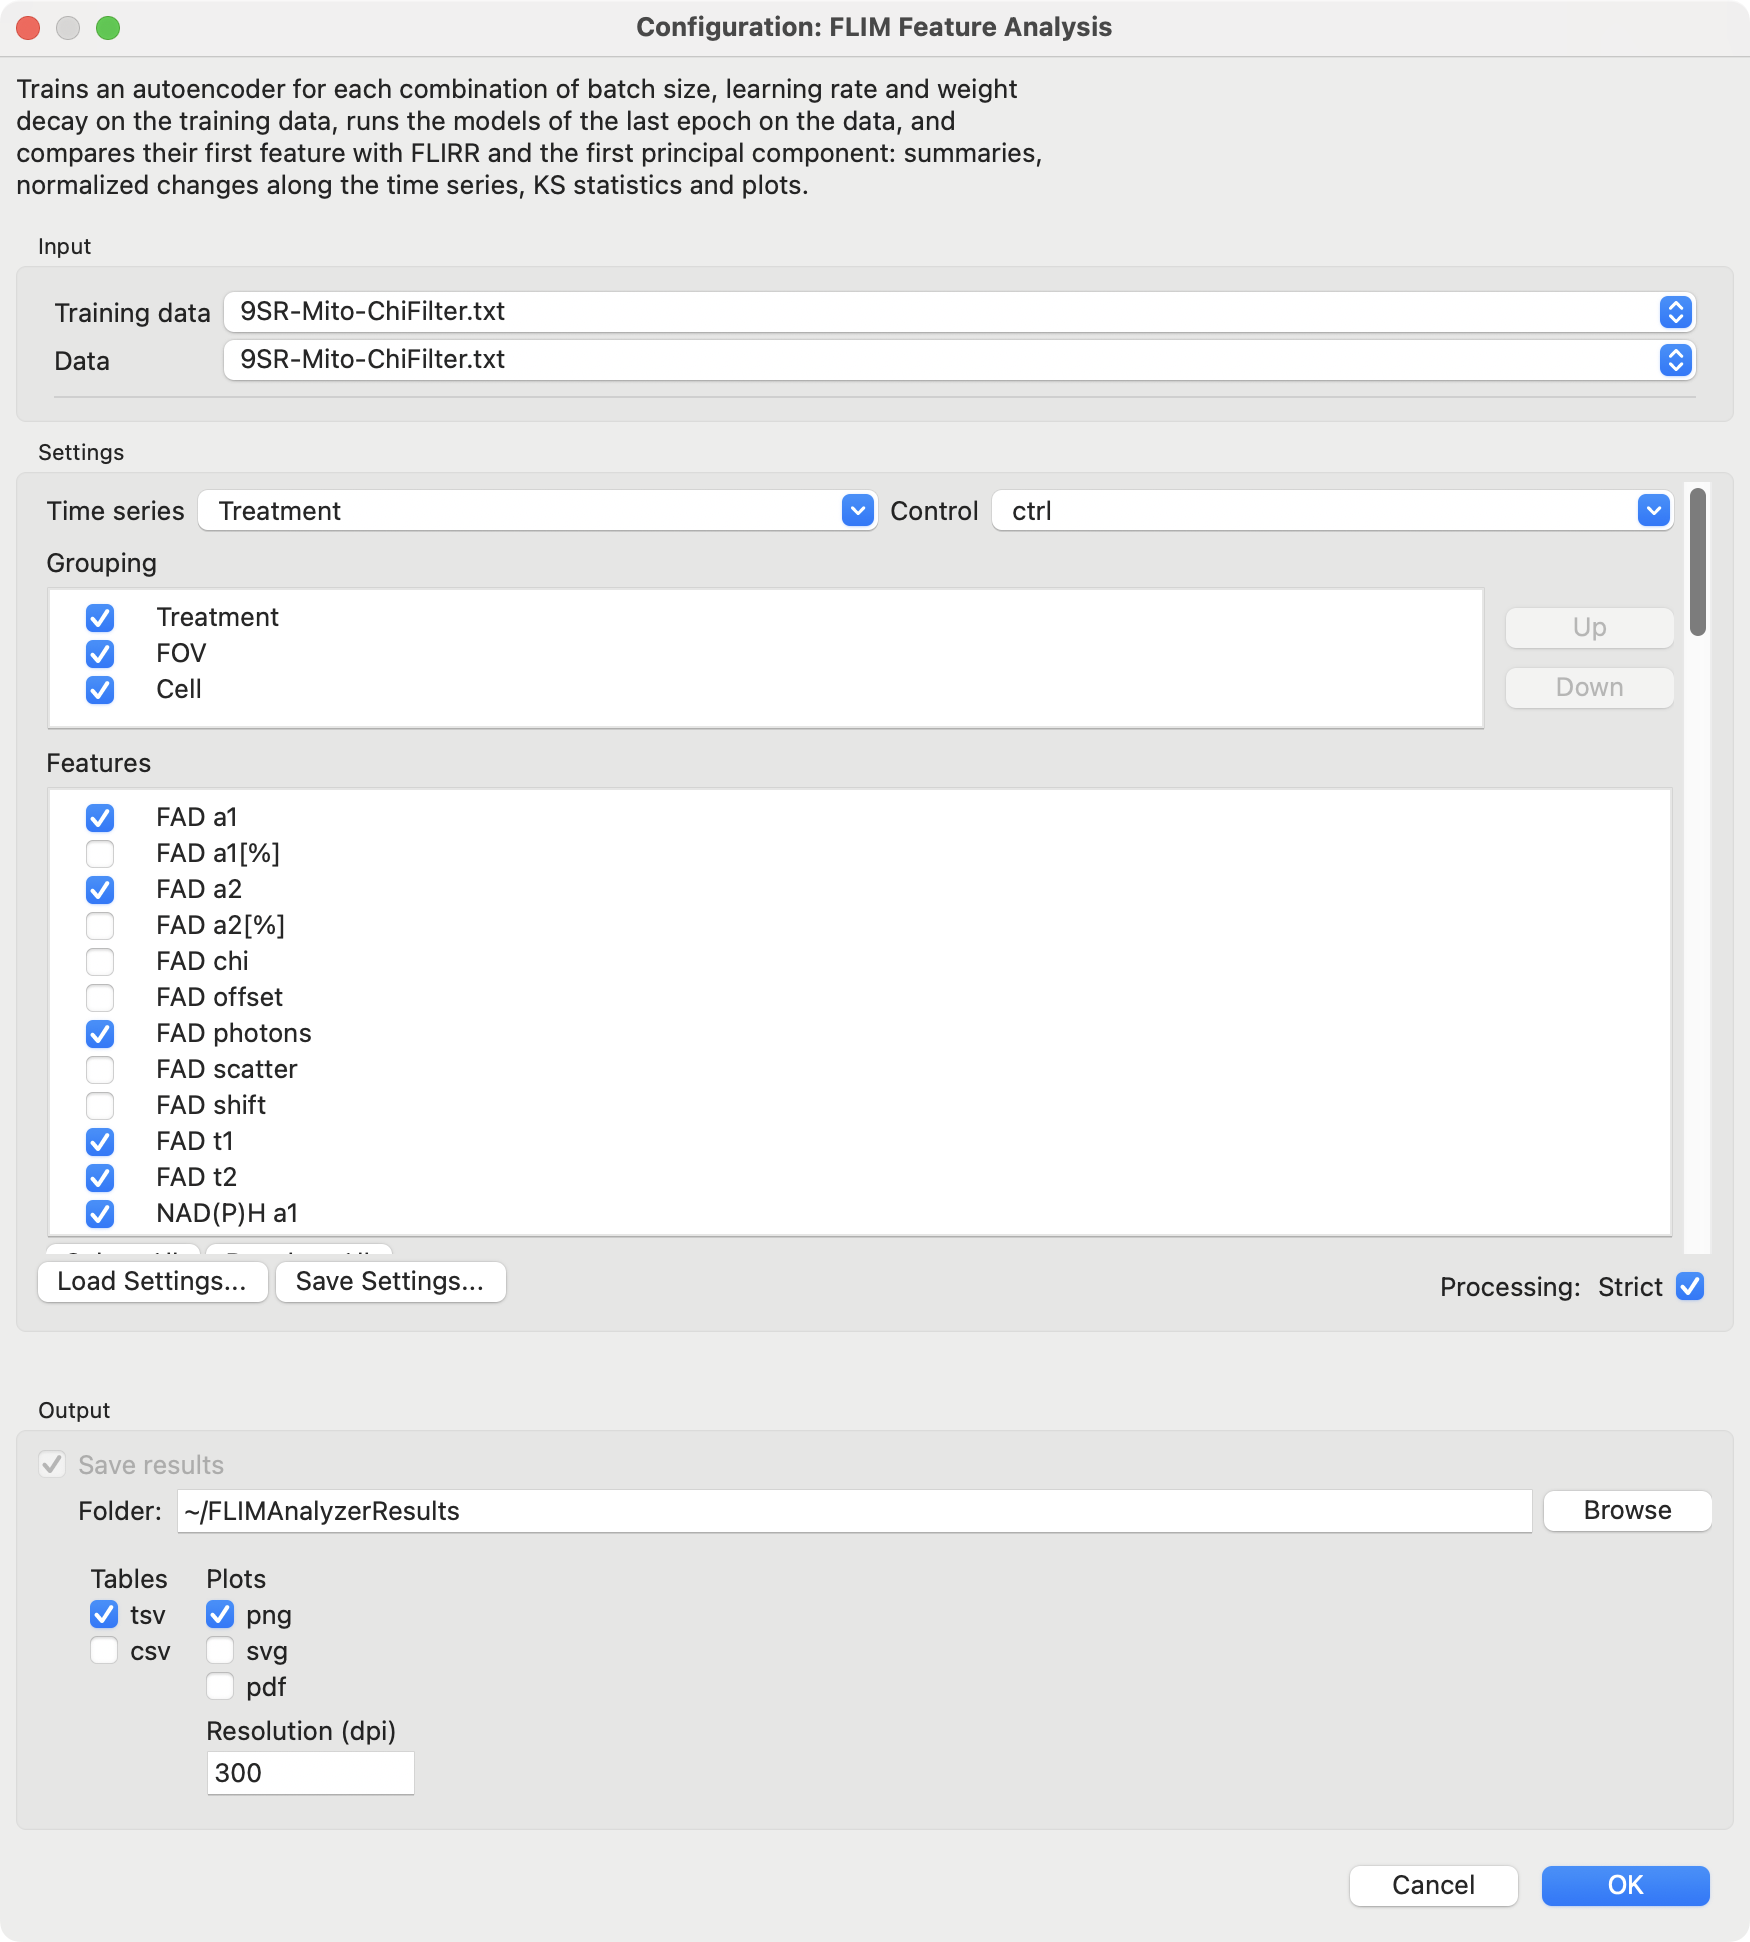 Configuration: FLIM Feature Analysis
Trains an autoencoder for each combination of batch size, learning rate and weight
decay on the training data, runs the models of the last epoch on the data, and
compares their first feature with FLIRR and the first principal component: summaries,
normalized changes along the time series, KS statistics and plots.
Input
Training data 9SR-Mito-ChiFilter.txt
Data 9SR-Mito-ChiFilter.txt
Settings
Time series Treatment Control ctrl
Grouping
Treatment
FOV
Cell
Up
Down
Features
FAD a1
FAD a1[%]
FAD a2
FAD a2[%]
FAD chi
FAD offset
FAD photons
FAD scatter
FAD shift
FAD t1
FAD t2
NAD(P)H a1
Load Settings... Save Settings... Processing: Strict
Output
Save results
Folder: ~/FLIMAnalyzerResults Browse
Tables Plots
tsv png
csv svg
pdf
Resolution (dpi)
300
Cancel OK